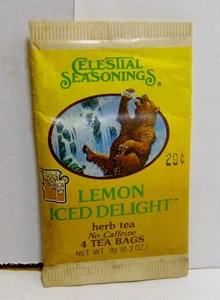 CELESTIAL
SEASONINGS®
29¢
LEMON
ICED DELIGHT™
herb tea
No Caffeine
4 TEA BAGS
NET WT. 9g (0.3 OZ.)